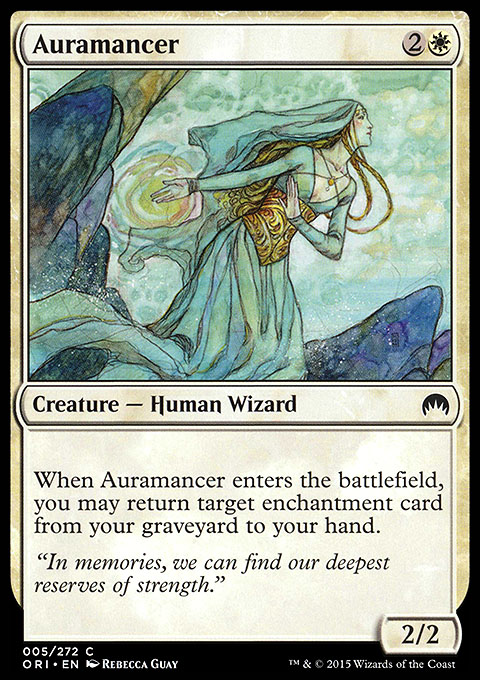 Auramancer 2
Creature — Human Wizard
When Auramancer enters the battlefield,
you may return target enchantment card
from your graveyard to your hand.
“In memories, we can find our deepest
reserves of strength.”
2/2
005/272 C
ORI • EN Rebecca Guay
™ & © 2015 Wizards of the Coast